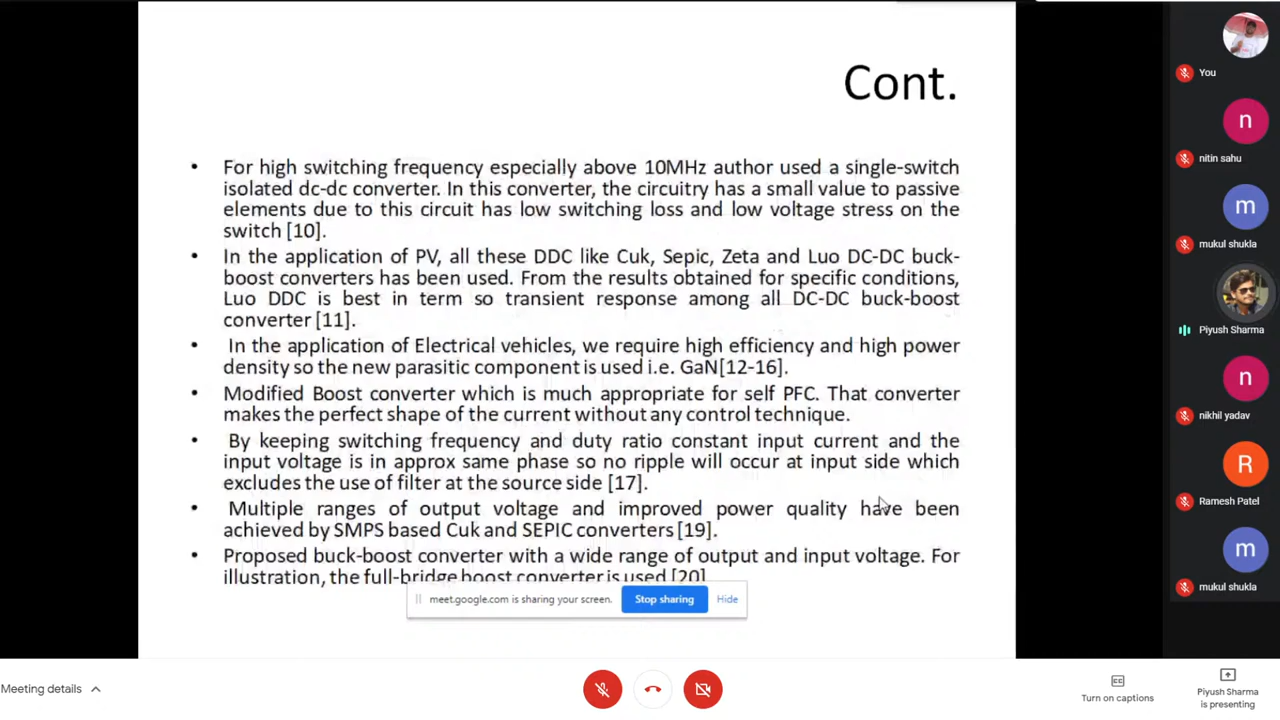 Cont.
• For high switching frequency especially above 10MHz author used a single-switch
isolated dc-dc converter. In this converter, the circuitry has a small value to passive
elements due to this circuit has low switching loss and low voltage stress on the
switch [10].
• In the application of PV, all these DDC like Cuk, Sepic, Zeta and Luo DC-DC buck-
boost converters has been used. From the results obtained for specific conditions,
Luo DDC is best in term so transient response among all DC-DC buck-boost
converter [11].
• In the application of Electrical vehicles, we require high efficiency and high power
density so the new parasitic component is used i.e. GaN[12-16].
• Modified Boost converter which is much appropriate for self PFC. That converter
makes the perfect shape of the current without any control technique.
• By keeping switching frequency and duty ratio constant input current and the
input voltage is in approx same phase so no ripple will occur at input side which
excludes the use of filter at the source side [17].
• Multiple ranges of output voltage and improved power quality have been
achieved by SMPS based Cuk and SEPIC converters [19].
• Proposed buck-boost converter with a wide range of output and input voltage. For
illustration, the full-bridge boost converter is used [20]
meet.google.com is sharing your screen. Stop sharing Hide
You
n
nitin sahu
m
mukul shukla
Piyush Sharma
n
nikhil yadav
R
Ramesh Patel
m
mukul shukla
Meeting details
CC
Turn on captions
Piyush Sharma
is presenting